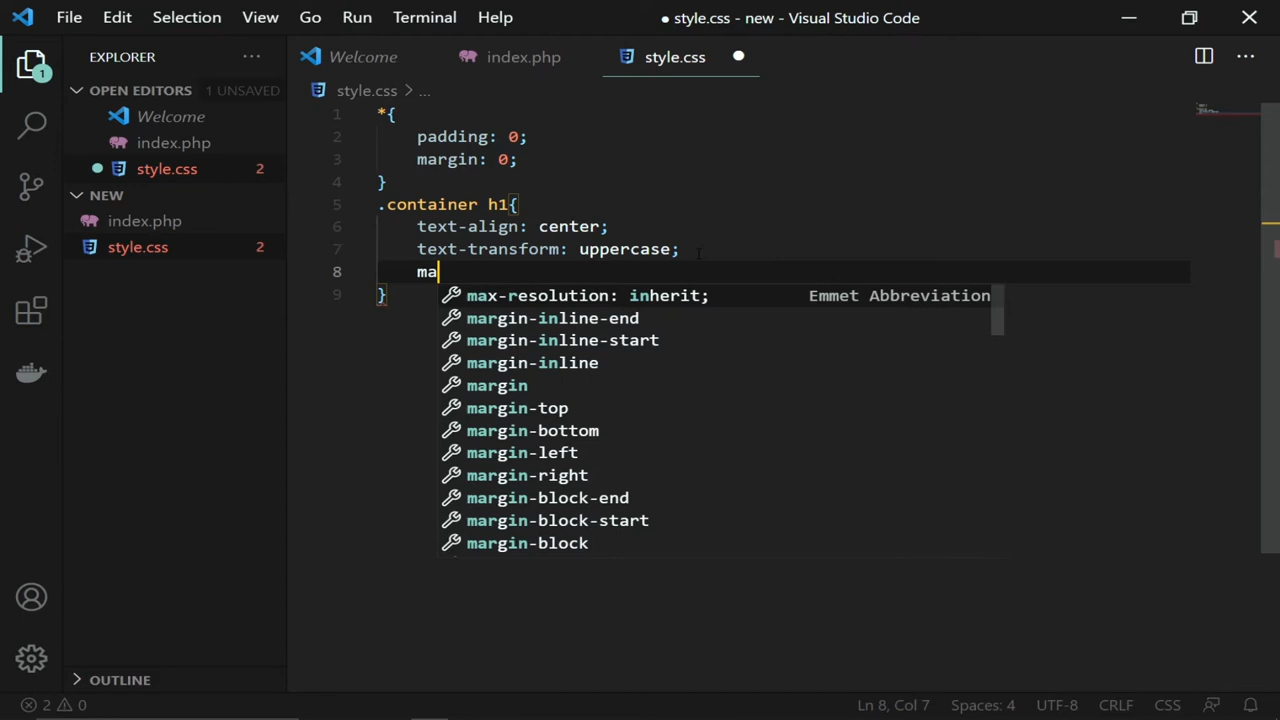 File Edit Selection View Go Run Terminal Help ● style.css - new - Visual Studio Code
EXPLORER ...
Welcome index.php style.css ●
1
OPEN EDITORS 1 UNSAVED
Welcome
index.php
style.css 2
NEW
index.php
style.css 2
OUTLINE
style.css > ...
1 *{
2 padding: 0;
3 margin: 0;
4 }
5 .container h1{
6 text-align: center;
7 text-transform: uppercase;
8 ma
9 }
max-resolution: inherit; Emmet Abbreviation
margin-inline-end
margin-inline-start
margin-inline
margin
margin-top
margin-bottom
margin-left
margin-right
margin-block-end
margin-block-start
margin-block
2 0 Ln 8, Col 7 Spaces: 4 UTF-8 CRLF CSS